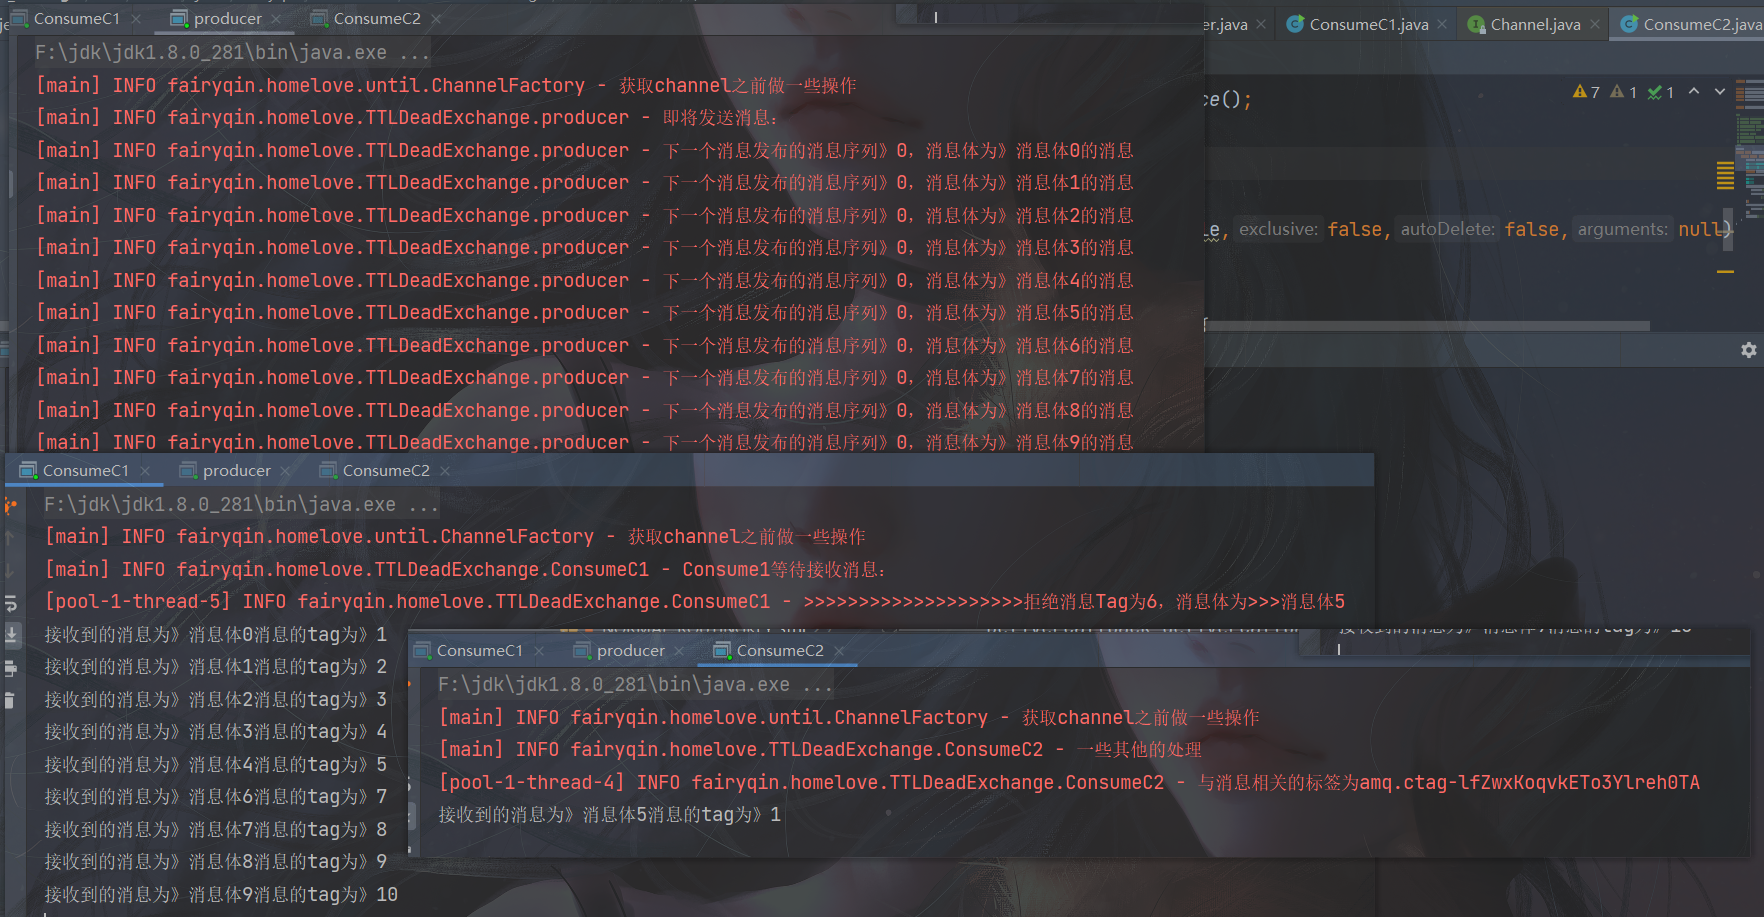 ConsumeC1 × producer × ConsumeC2 ×
er.java × ConsumeC1.java × Channel.java × ConsumeC2.java
F:\jdk\jdk1.8.0_281\bin\java.exe ...
[main] INFO fairyqin.homelove.until.ChannelFactory - 获取channel之前做一些操作
[main] INFO fairyqin.homelove.TTLDeadExchange.producer - 即将发送消息：
[main] INFO fairyqin.homelove.TTLDeadExchange.producer - 下一个消息发布的消息序列》0，消息体为》消息体0的消息
[main] INFO fairyqin.homelove.TTLDeadExchange.producer - 下一个消息发布的消息序列》0，消息体为》消息体1的消息
[main] INFO fairyqin.homelove.TTLDeadExchange.producer - 下一个消息发布的消息序列》0，消息体为》消息体2的消息
[main] INFO fairyqin.homelove.TTLDeadExchange.producer - 下一个消息发布的消息序列》0，消息体为》消息体3的消息
[main] INFO fairyqin.homelove.TTLDeadExchange.producer - 下一个消息发布的消息序列》0，消息体为》消息体4的消息
[main] INFO fairyqin.homelove.TTLDeadExchange.producer - 下一个消息发布的消息序列》0，消息体为》消息体5的消息
[main] INFO fairyqin.homelove.TTLDeadExchange.producer - 下一个消息发布的消息序列》0，消息体为》消息体6的消息
[main] INFO fairyqin.homelove.TTLDeadExchange.producer - 下一个消息发布的消息序列》0，消息体为》消息体7的消息
[main] INFO fairyqin.homelove.TTLDeadExchange.producer - 下一个消息发布的消息序列》0，消息体为》消息体8的消息
[main] INFO fairyqin.homelove.TTLDeadExchange.producer - 下一个消息发布的消息序列》0，消息体为》消息体9的消息
ce();
7 1 1
le, exclusive: false, autoDelete: false, arguments: null)
ConsumeC1 × producer × ConsumeC2 ×
F:\jdk\jdk1.8.0_281\bin\java.exe ...
[main] INFO fairyqin.homelove.until.ChannelFactory - 获取channel之前做一些操作
[main] INFO fairyqin.homelove.TTLDeadExchange.ConsumeC1 - Consume1等待接收消息：
[pool-1-thread-5] INFO fairyqin.homelove.TTLDeadExchange.ConsumeC1 - >>>>>>>>>>>>>>>>>>>>拒绝消息Tag为6，消息体为>>>消息体5
接收到的消息为》消息体0消息的tag为》1
接收到的消息为》消息体1消息的tag为》2
接收到的消息为》消息体2消息的tag为》3
接收到的消息为》消息体3消息的tag为》4
接收到的消息为》消息体4消息的tag为》5
接收到的消息为》消息体6消息的tag为》7
接收到的消息为》消息体7消息的tag为》8
接收到的消息为》消息体8消息的tag为》9
接收到的消息为》消息体9消息的tag为》10
ConsumeC1 × producer × ConsumeC2 ×
F:\jdk\jdk1.8.0_281\bin\java.exe ...
[main] INFO fairyqin.homelove.until.ChannelFactory - 获取channel之前做一些操作
[main] INFO fairyqin.homelove.TTLDeadExchange.ConsumeC2 - 一些其他的处理
[pool-1-thread-4] INFO fairyqin.homelove.TTLDeadExchange.ConsumeC2 - 与消息相关的标签为amq.ctag-lfZwxKoqvkETo3Ylreh0TA
接收到的消息为》消息体5消息的tag为》1